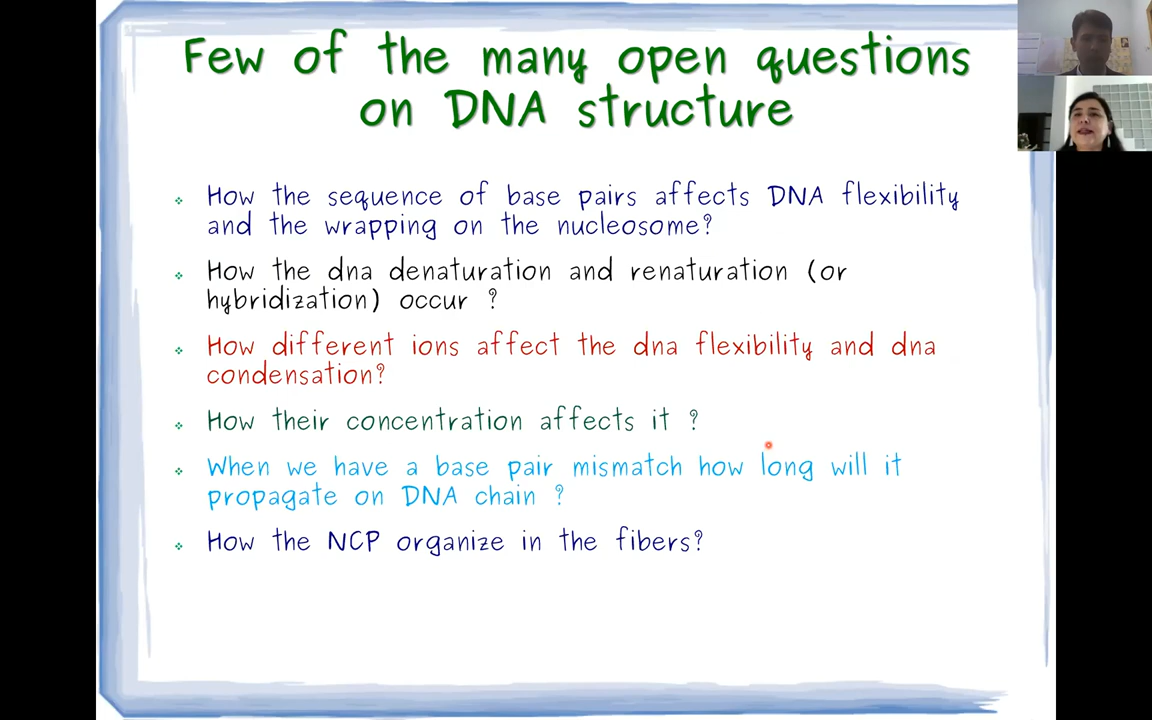 Few of the many open questions
on DNA structure
How the sequence of base pairs affects DNA flexibility
and the wrapping on the nucleosome?
How the dna denaturation and renaturation (or
hybridization) occur ?
How different ions affect the dna flexibility and dna
condensation?
How their concentration affects it ?
When we have a base pair mismatch how long will it
propagate on DNA chain ?
How the NCP organize in the fibers?